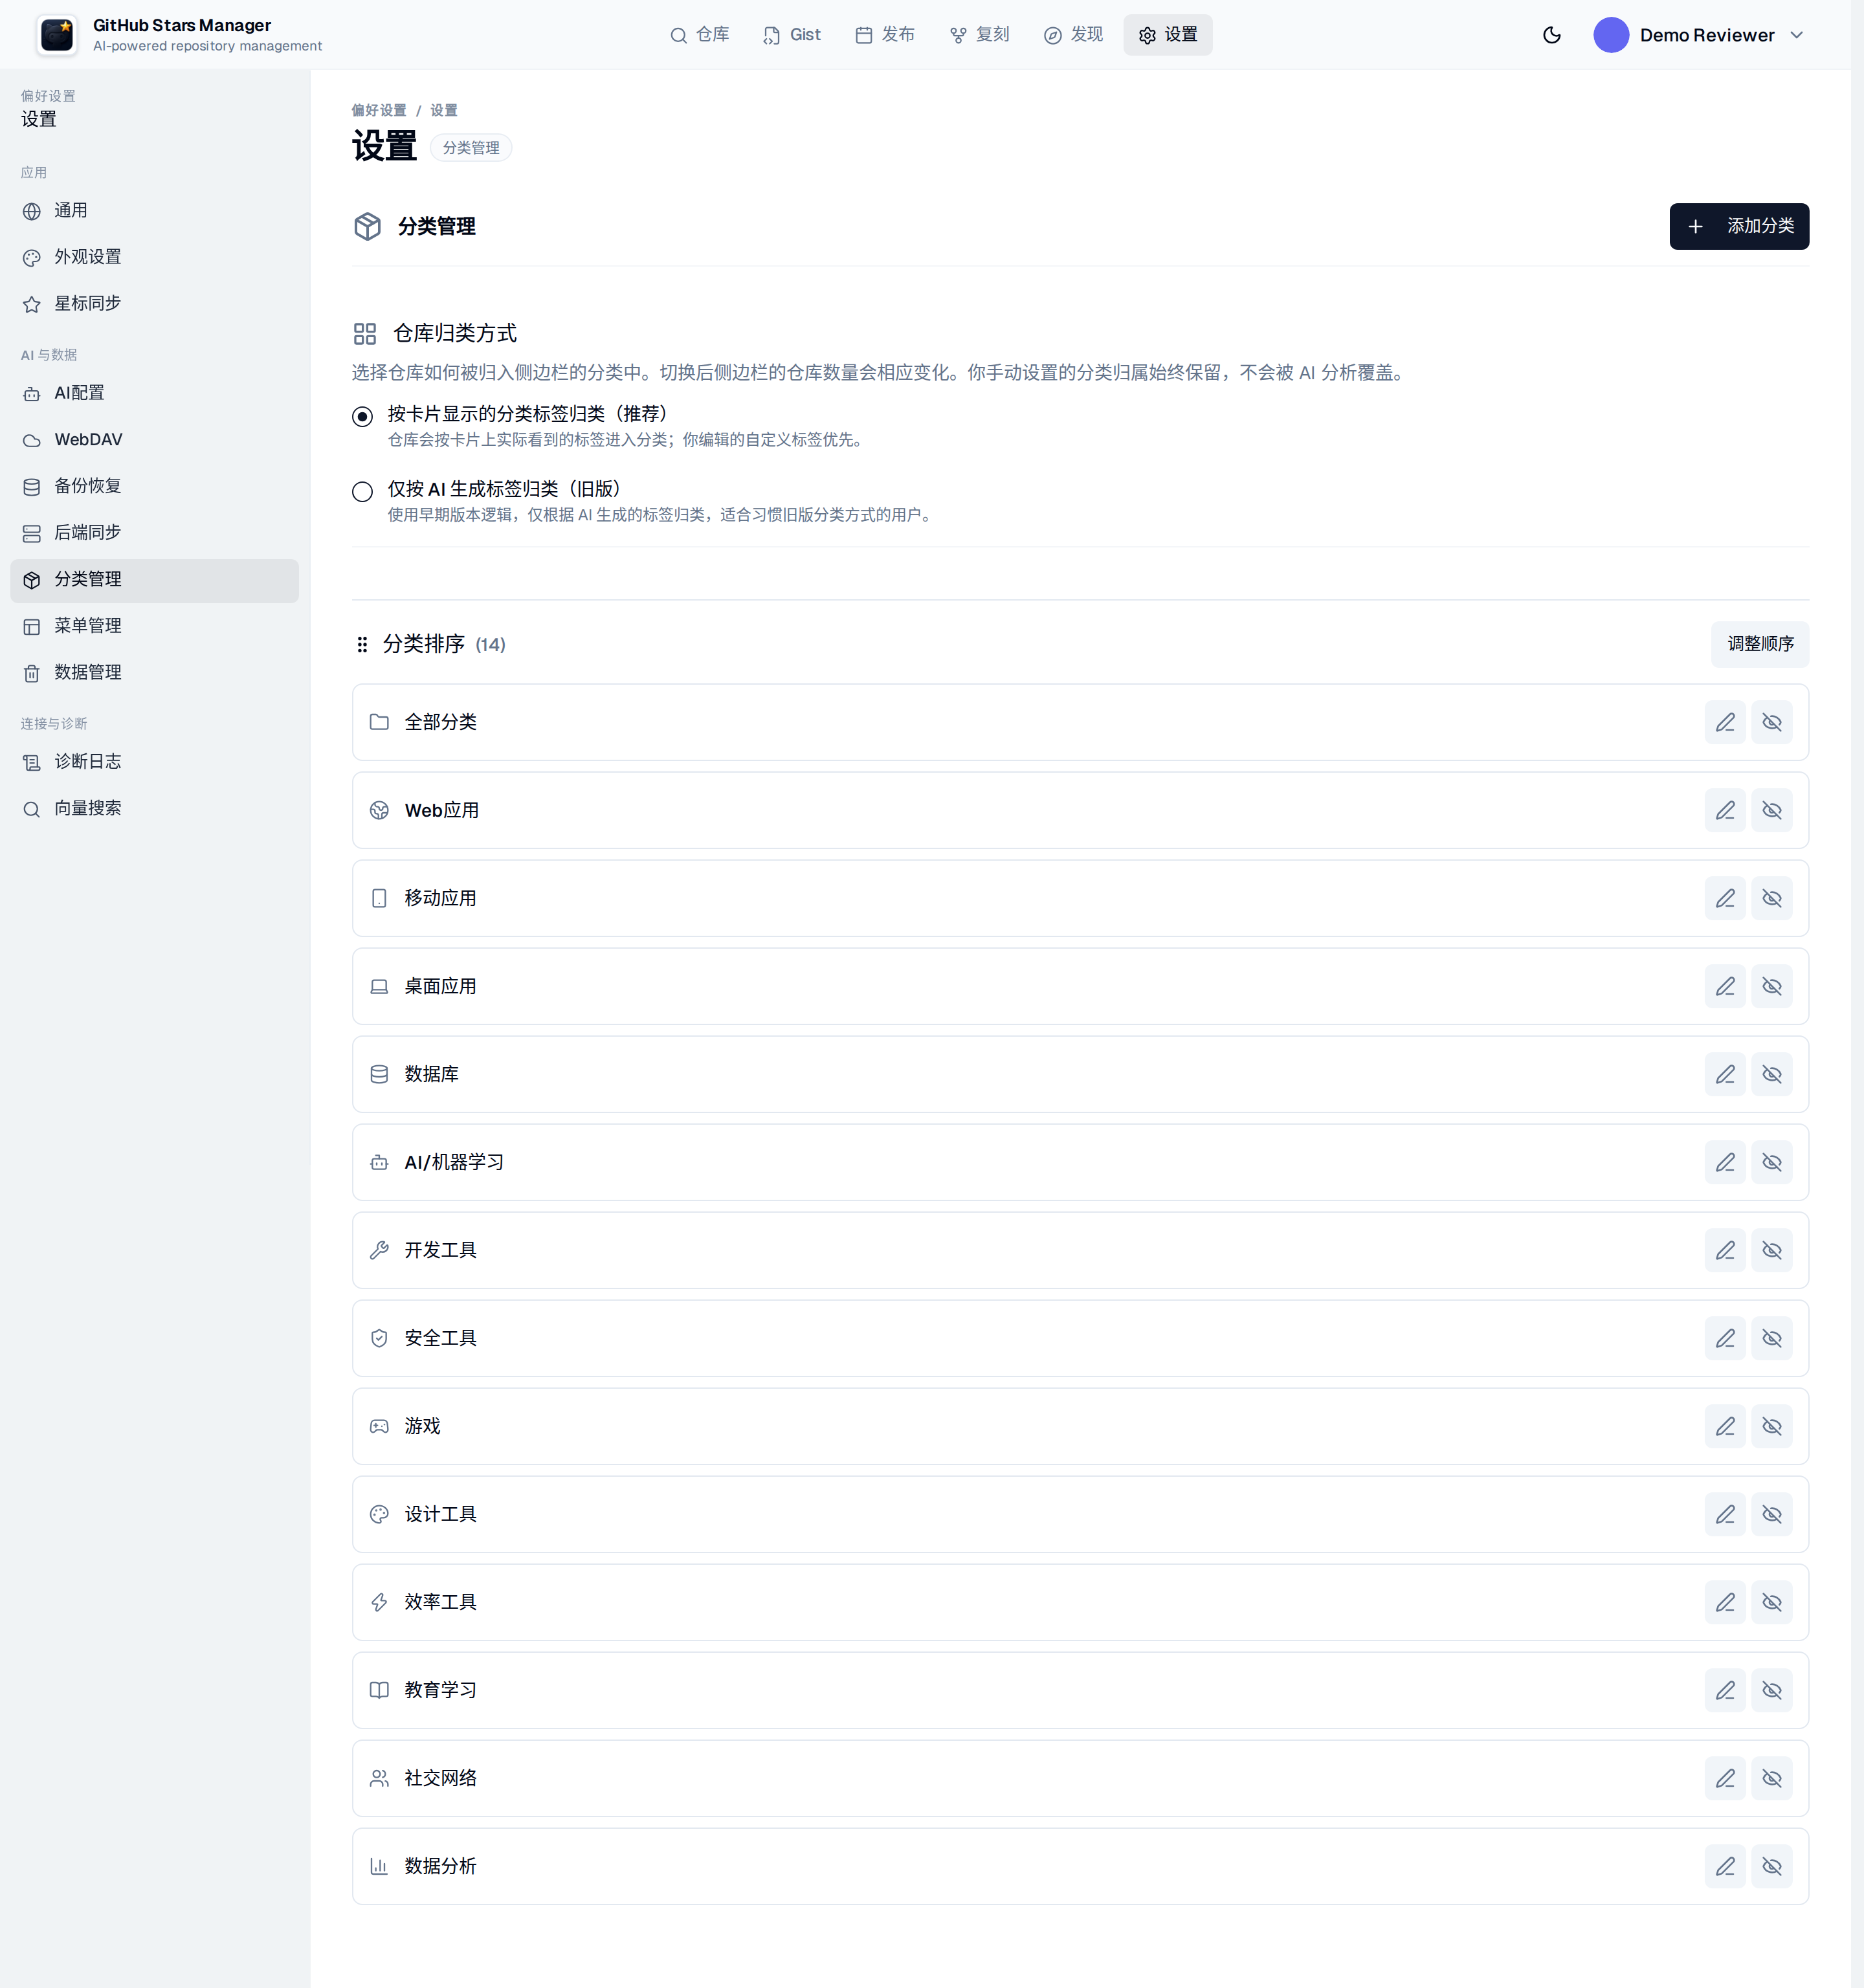 GitHub Stars Manager
AI-powered repository management
仓库
Gist
发布
复刻
发现
设置
Demo Reviewer
偏好设置
设置
应用
通用
外观设置
星标同步
AI 与数据
AI配置
WebDAV
备份恢复
后端同步
分类管理
菜单管理
数据管理
连接与诊断
诊断日志
向量搜索
偏好设置 / 设置
设置
分类管理
分类管理
添加分类
仓库归类方式
选择仓库如何被归入侧边栏的分类中。切换后侧边栏的仓库数量会相应变化。你手动设置的分类归属始终保留，不会被 AI 分析覆盖。
按卡片显示的分类标签归类（推荐）
仓库会按卡片上实际看到的标签进入分类；你编辑的自定义标签优先。
仅按 AI 生成标签归类（旧版）
使用早期版本逻辑，仅根据 AI 生成的标签归类，适合习惯旧版分类方式的用户。
分类排序 (14)
调整顺序
全部分类
Web应用
移动应用
桌面应用
数据库
AI/机器学习
开发工具
安全工具
游戏
设计工具
效率工具
教育学习
社交网络
数据分析